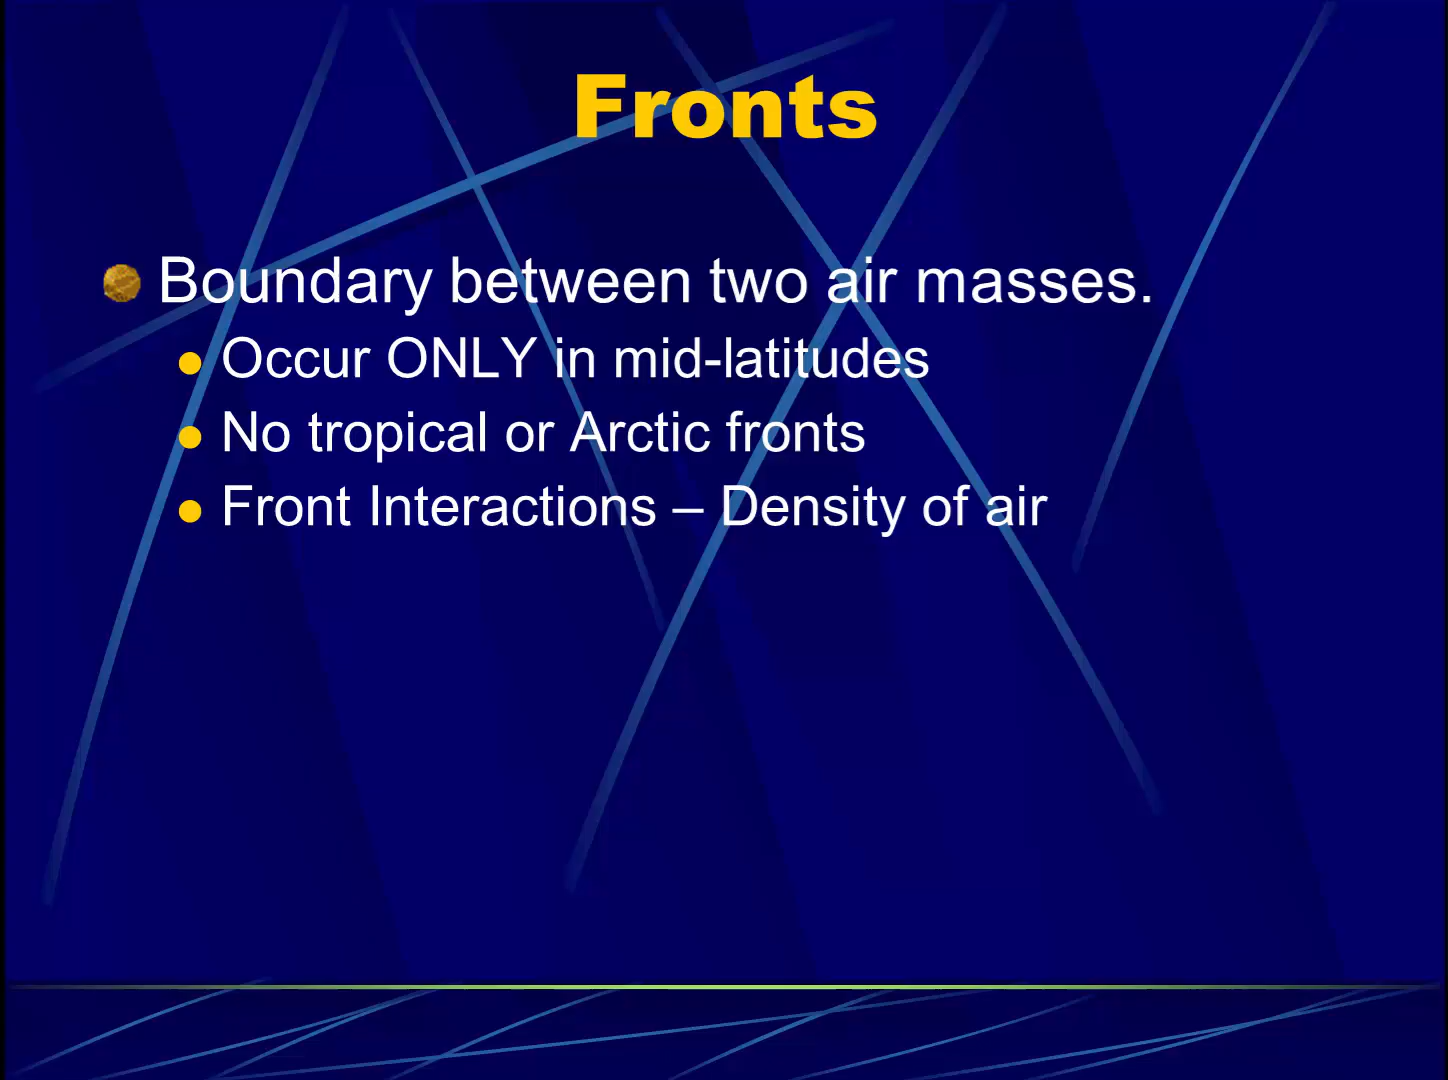 Fronts
Boundary between two air masses.
Occur ONLY in mid-latitudes
No tropical or Arctic fronts
Front Interactions – Density of air